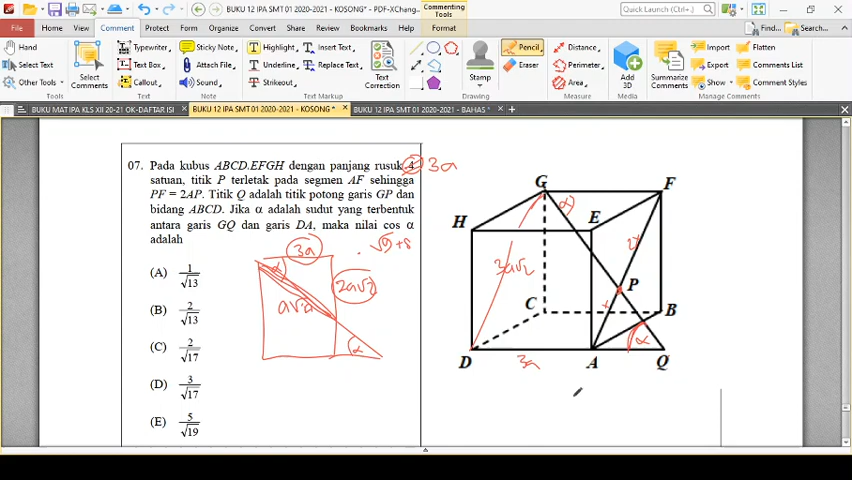 Commenting Tools
BUKU 12 IPA SMT 01 2020-2021 - KOSONG* - PDF-XChang
Quick Launch (Ctrl+.)
File Home View Comment Protect Form Organize Convert Share Review Bookmarks Help Format
Find...
Search...
Hand
Select Text
Other Tools
Select Comments
Typewriter
Text Box
Callout
Sticky Note
Attach File
Sound
Highlight
Underline
Strikeout
Insert Text
Replace Text
Text Correction
Pencil
Eraser
Stamp
Distance
Perimeter
Area
Add 3D
Summarize Comments
Import
Export
Show
Flatten
Comments List
Comment Styles
Tools
Comment
Text Markup
Drawing
Measure
Manage Comments
BUKU MAT IPA KLS XII 20-21 OK-DAFTAR ISI
BUKU 12 IPA SMT 01 2020-2021 - KOSONG *
BUKU 12 IPA SMT 01 2020-2021 - BAHAS *
07. Pada kubus ABCD.EFGH dengan panjang rusuk 4 3a
satuan, titik P terletak pada segmen AF sehingga
PF = 2AP. Titik Q adalah titik potong garis GP dan
bidang ABCD. Jika α adalah sudut yang terbentuk
antara garis GQ dan garis DA, maka nilai cos α
adalah
(A) 1/√13
(B) 2/√13
(C) 2/√17
(D) 3/√17
(E) 5/√19
3a
√9+8
α
2a√2
α
G
F
α
H
E
2x
3a√2
P
x
C
B
α
D
3a
A
Q